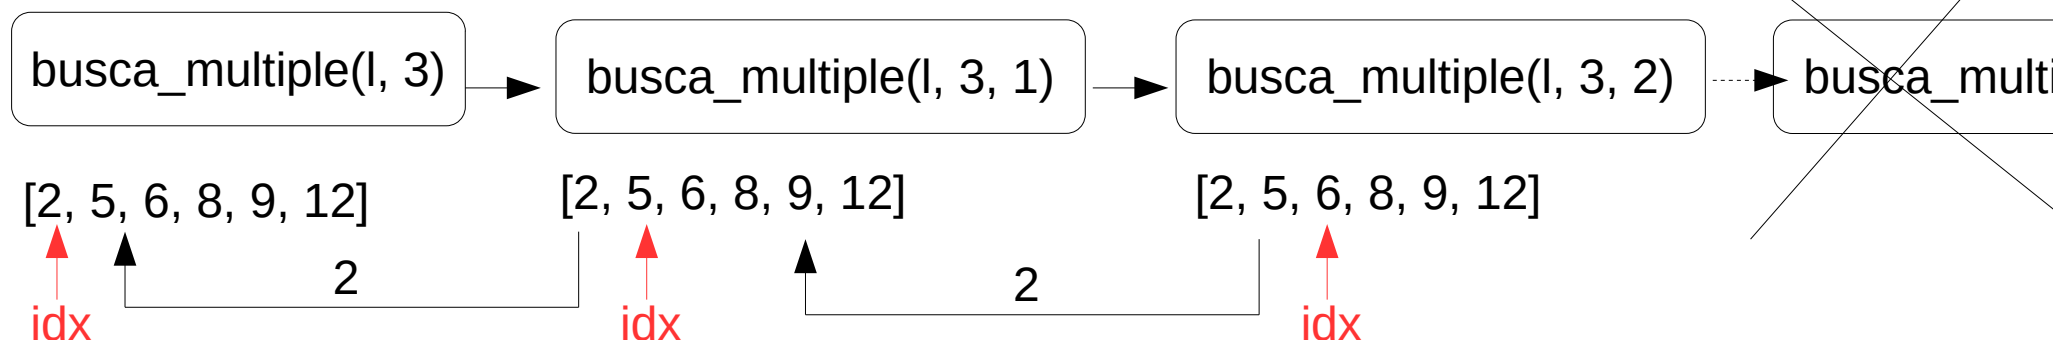 busca_multiple(l, 3)
busca_multiple(l, 3, 1)
busca_multiple(l, 3, 2)
busca_multi
[2, 5, 6, 8, 9, 12]
[2, 5, 6, 8, 9, 12]
[2, 5, 6, 8, 9, 12]
2
2
idx
idx
idx